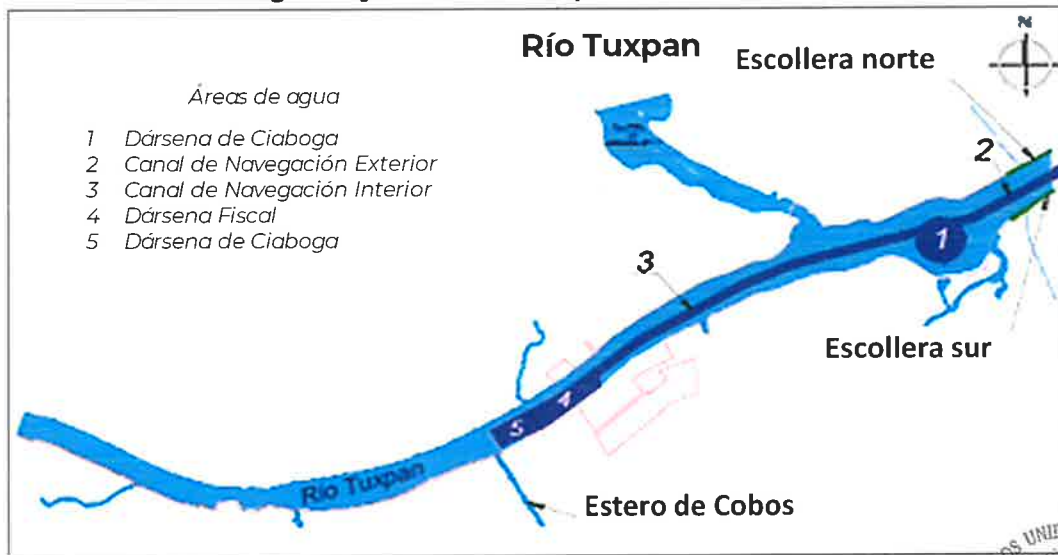 Río Tuxpan
Escollera norte
N
Áreas de agua
1 Dársena de Ciaboga
2 Canal de Navegación Exterior
3 Canal de Navegación Interior
4 Dársena Fiscal
5 Dársena de Ciaboga
2
1
3
Escollera sur
4
5
Río Tuxpan
Estero de Cobos